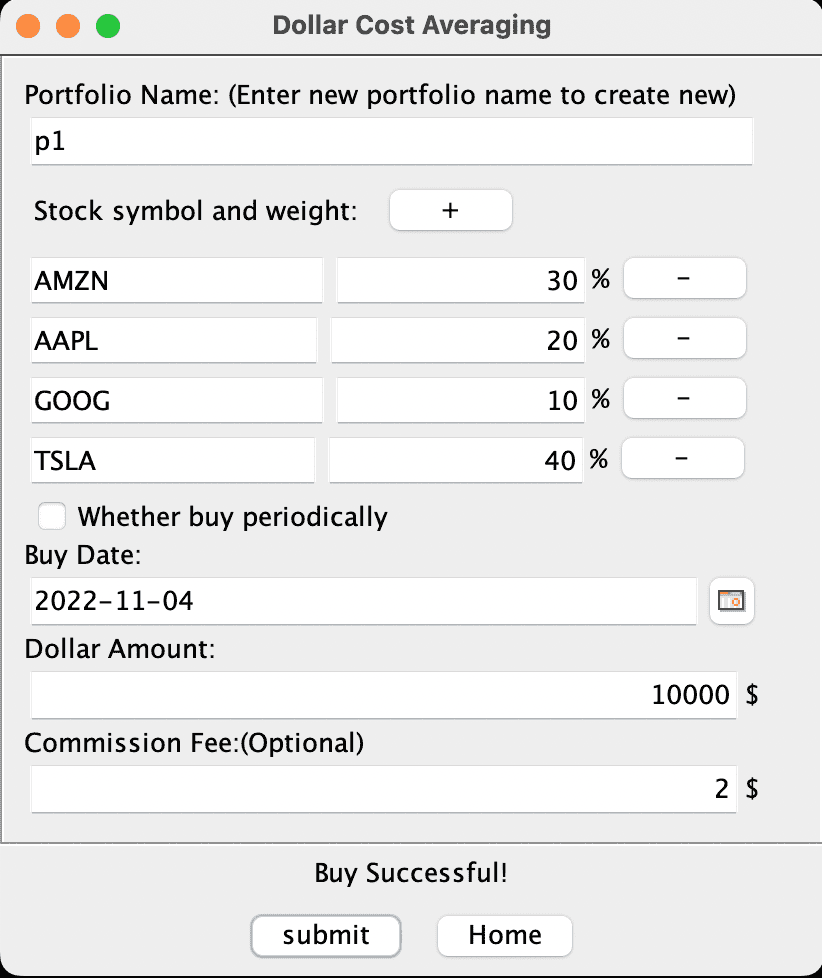 Dollar Cost Averaging
Portfolio Name: (Enter new portfolio name to create new)
p1
Stock symbol and weight: +
AMZN 30 % -
AAPL 20 % -
GOOG 10 % -
TSLA 40 % -
Whether buy periodically
Buy Date:
2022-11-04
Dollar Amount:
10000 $
Commission Fee:(Optional)
2 $
Buy Successful!
submit Home